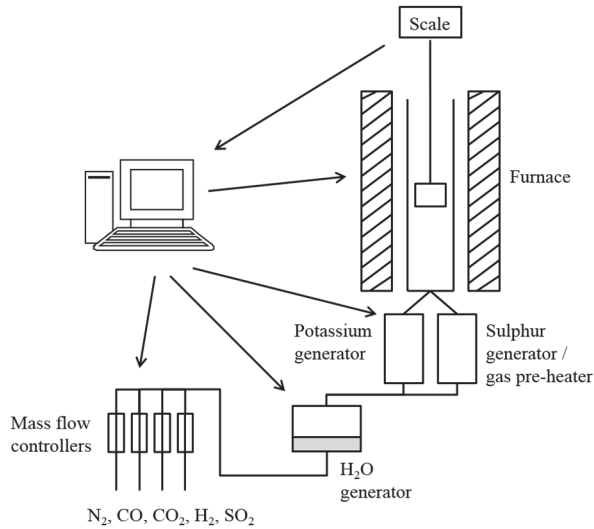 Scale
Furnace
Potassium
generator
Sulphur
generator /
gas pre-heater
Mass flow
controllers
H₂O
generator
N₂, CO, CO₂, H₂, SO₂